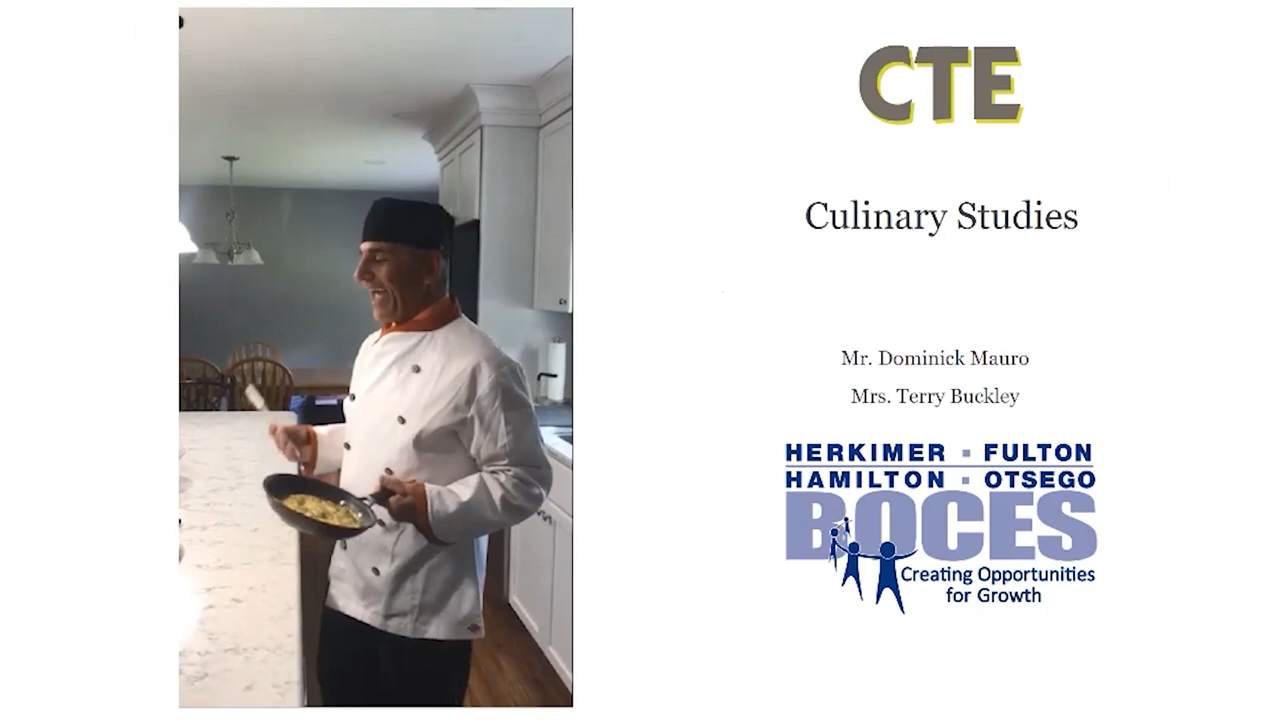 CTE
Culinary Studies
Mr. Dominick Mauro
Mrs. Terry Buckley
HERKIMER ▪ FULTON
HAMILTON ▪ OTSEGO
BOCES
Creating Opportunities
for Growth